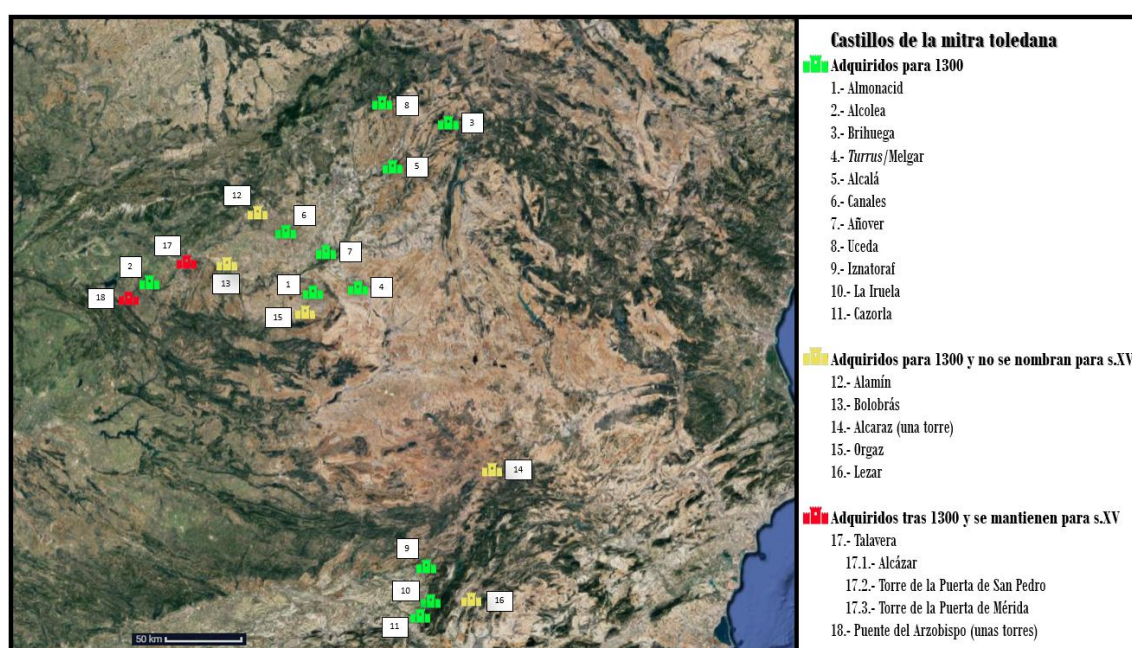 8
3
5
12
6
17
7
2
13
1
4
18
15
14
9
10
16
11
50 km
Castillos de la mitra toledana
Adquiridos para 1300
1.- Almonacid
2.- Alcolea
3.- Brihuega
4.- Turrus/Melgar
5.- Alcalá
6.- Canales
7.- Añover
8.- Uceda
9.- Iznatoraf
10.- La Iruela
11.- Cazorla
Adquiridos para 1300 y no se nombran para s.XV
12.- Alamín
13.- Bolobrás
14.- Alcaraz (una torre)
15.- Orgaz
16.- Lezar
Adquiridos tras 1300 y se mantienen para s.XV
17.- Talavera
17.1.- Alcázar
17.2.- Torre de la Puerta de San Pedro
17.3.- Torre de la Puerta de Mérida
18.- Puente del Arzobispo (unas torres)